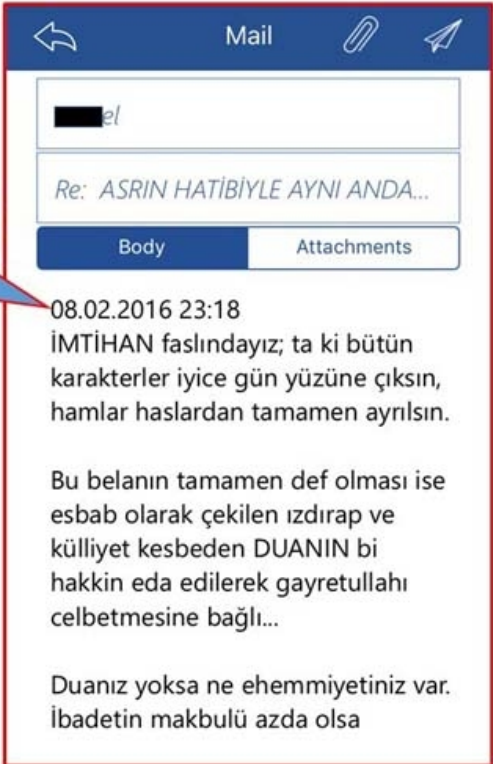 Mail
el
Re: ASRIN HATİBİYLE AYNI ANDA...
Body Attachments
08.02.2016 23:18
İMTİHAN faslındayız; ta ki bütün
karakterler iyice gün yüzüne çıksın,
hamlar haslardan tamamen ayrılsın.
Bu belanın tamamen def olması ise
esbab olarak çekilen ızdırap ve
külliyet kesbeden DUANIN bi
hakkin eda edilerek gayretullahı
celbetmesine bağlı...
Duanız yoksa ne ehemmiyetiniz var.
İbadetin makbulü azda olsa